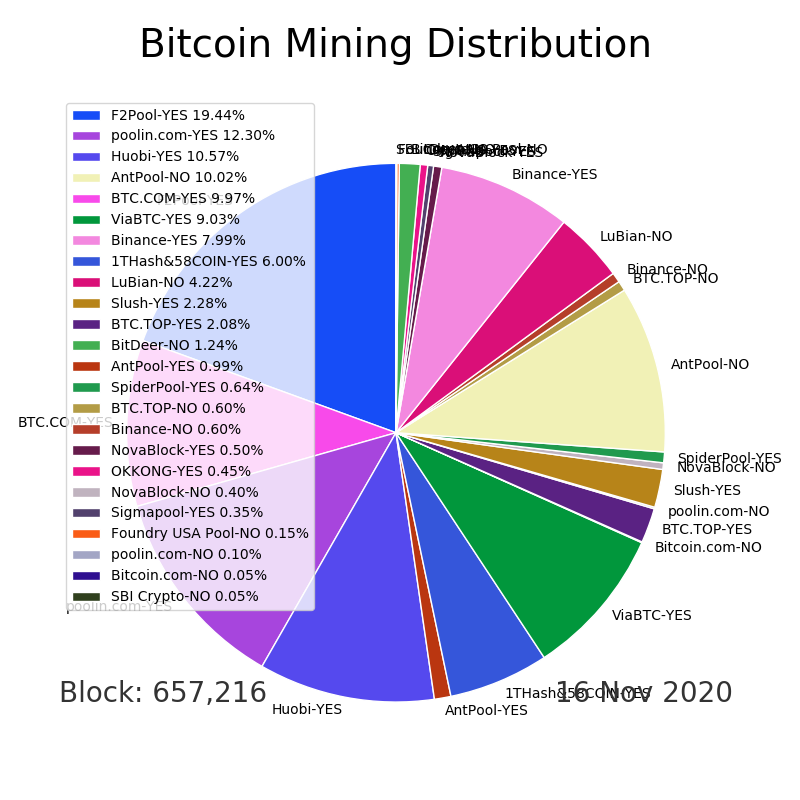 Bitcoin Mining Distribution
F2Pool-YES 19.44%
poolin.com-YES 12.30%
Huobi-YES 10.57%
AntPool-NO 10.02%
BTC.COM-YES 9.97%
ViaBTC-YES 9.03%
Binance-YES 7.99%
1THash&58COIN-YES 6.00%
LuBian-NO 4.22%
Slush-YES 2.28%
BTC.TOP-YES 2.08%
BitDeer-NO 1.24%
AntPool-YES 0.99%
SpiderPool-YES 0.64%
BTC.TOP-NO 0.60%
Binance-NO 0.60%
NovaBlock-YES 0.50%
OKKONG-YES 0.45%
NovaBlock-NO 0.40%
Sigmapool-YES 0.35%
Foundry USA Pool-NO 0.15%
poolin.com-NO 0.10%
Bitcoin.com-NO 0.05%
SBI Crypto-NO 0.05%
Binance-YES
LuBian-NO
Binance-NO
BTC.TOP-NO
AntPool-NO
SpiderPool-YES
NovaBlock-NO
Slush-YES
poolin.com-NO
BTC.TOP-YES
Bitcoin.com-NO
ViaBTC-YES
1THash&58COIN-YES
AntPool-YES
Huobi-YES
poolin.com-YES
BTC.COM-YES
Block: 657,216
16 Nov 2020